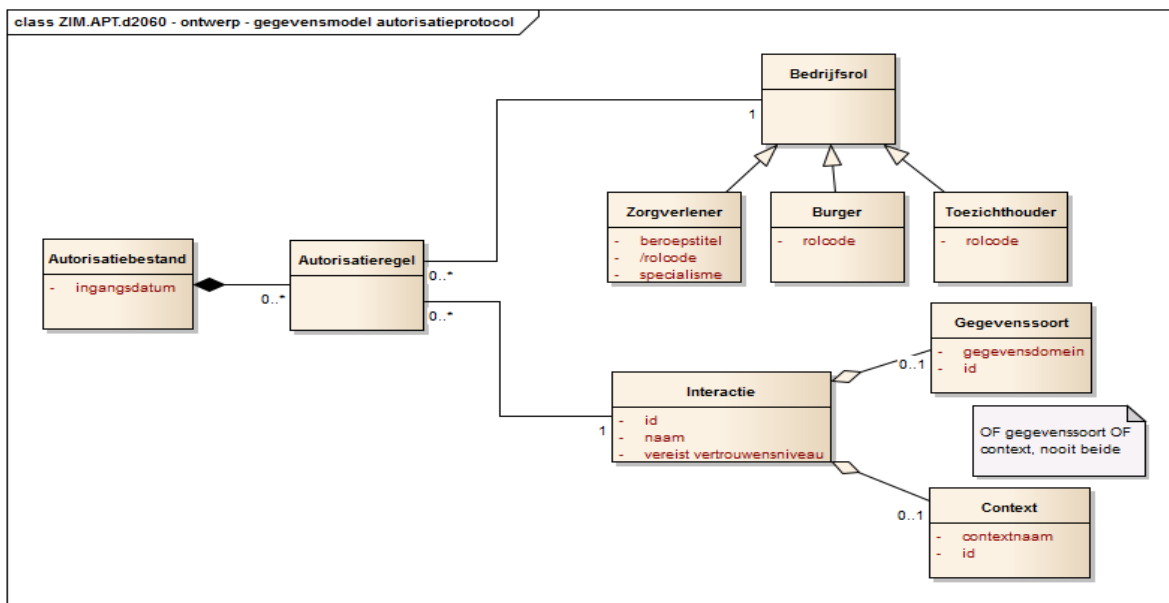 class ZIM.APT.d2060 - ontwerp - gegevensmodel autorisatieprotocol
Bedrijfsrol
1
Zorgverlener
- beroepstitel
- /rolcode
- specialisme
Burger
- rolcode
Toezichthouder
- rolcode
Autorisatiebestand
- ingangsdatum
0..*
Autorisatieregel
0..*
0..*
Gegevenssoort
- gegevensdomein
- id
0..1
Interactie
- id
- naam
- vereist vertrouwensniveau
1
OF gegevenssoort OF
context, nooit beide
Context
- contextnaam
- id
0..1